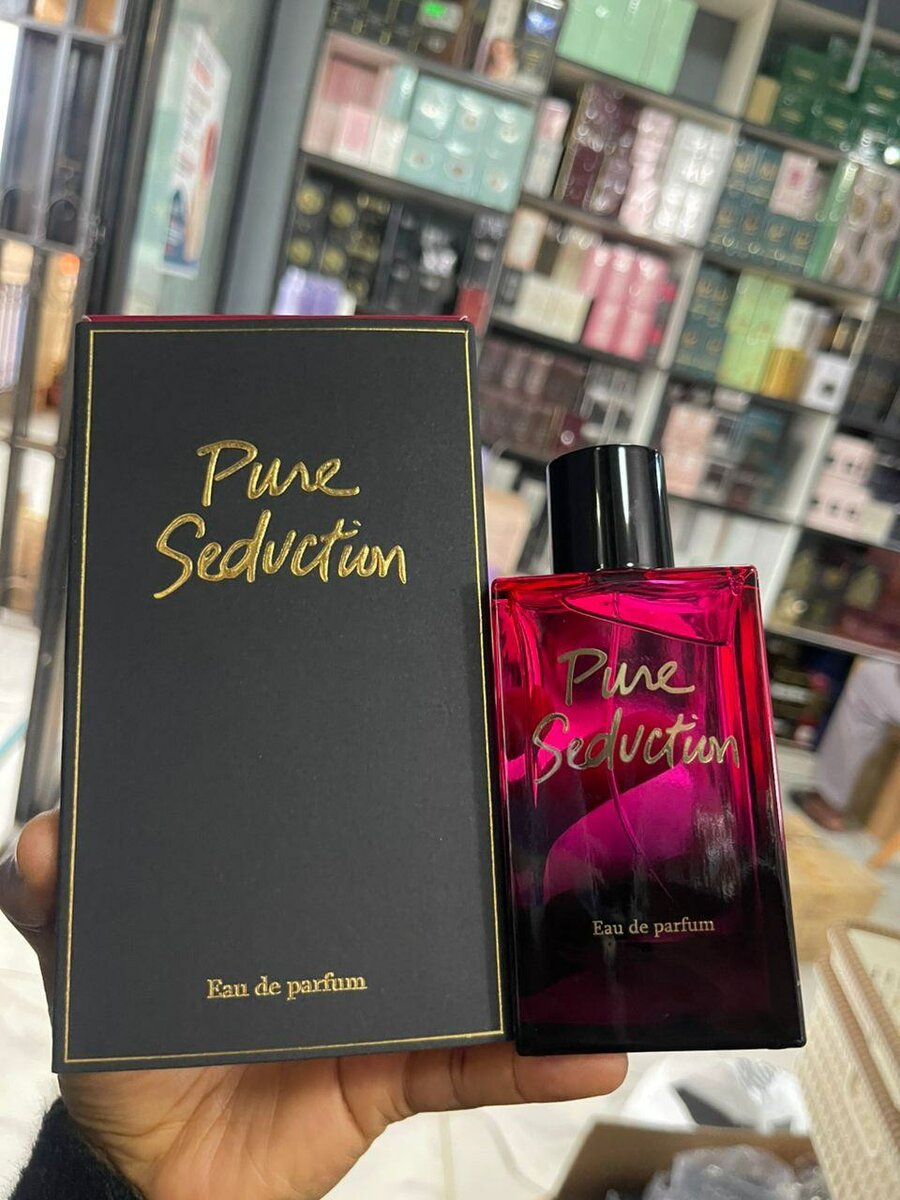 Pure
Seduction
Eau de parfum
Pure
Seduction
Eau de parfum